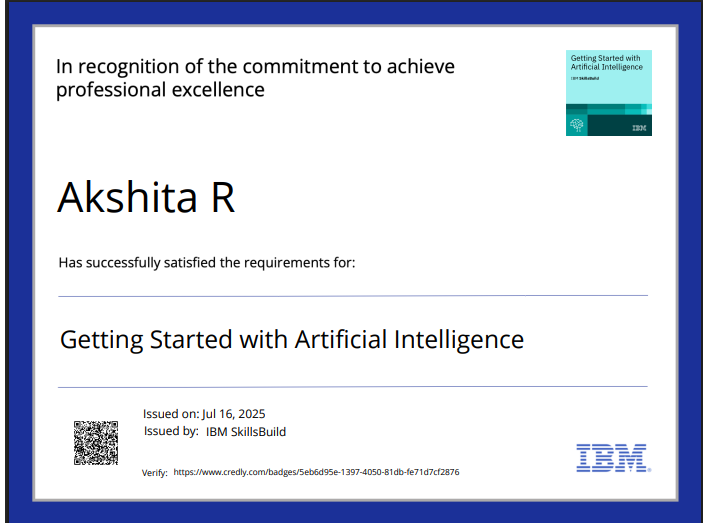 In recognition of the commitment to achieve
professional excellence
Getting Started with
Artificial Intelligence
IBM SkillsBuild
IBM
Akshita R
Has successfully satisfied the requirements for:
Getting Started with Artificial Intelligence
Issued on: Jul 16, 2025
Issued by: IBM SkillsBuild
IBM
Verify: https://www.credly.com/badges/5eb6d95e-1397-4050-81db-fe71d7cf2876